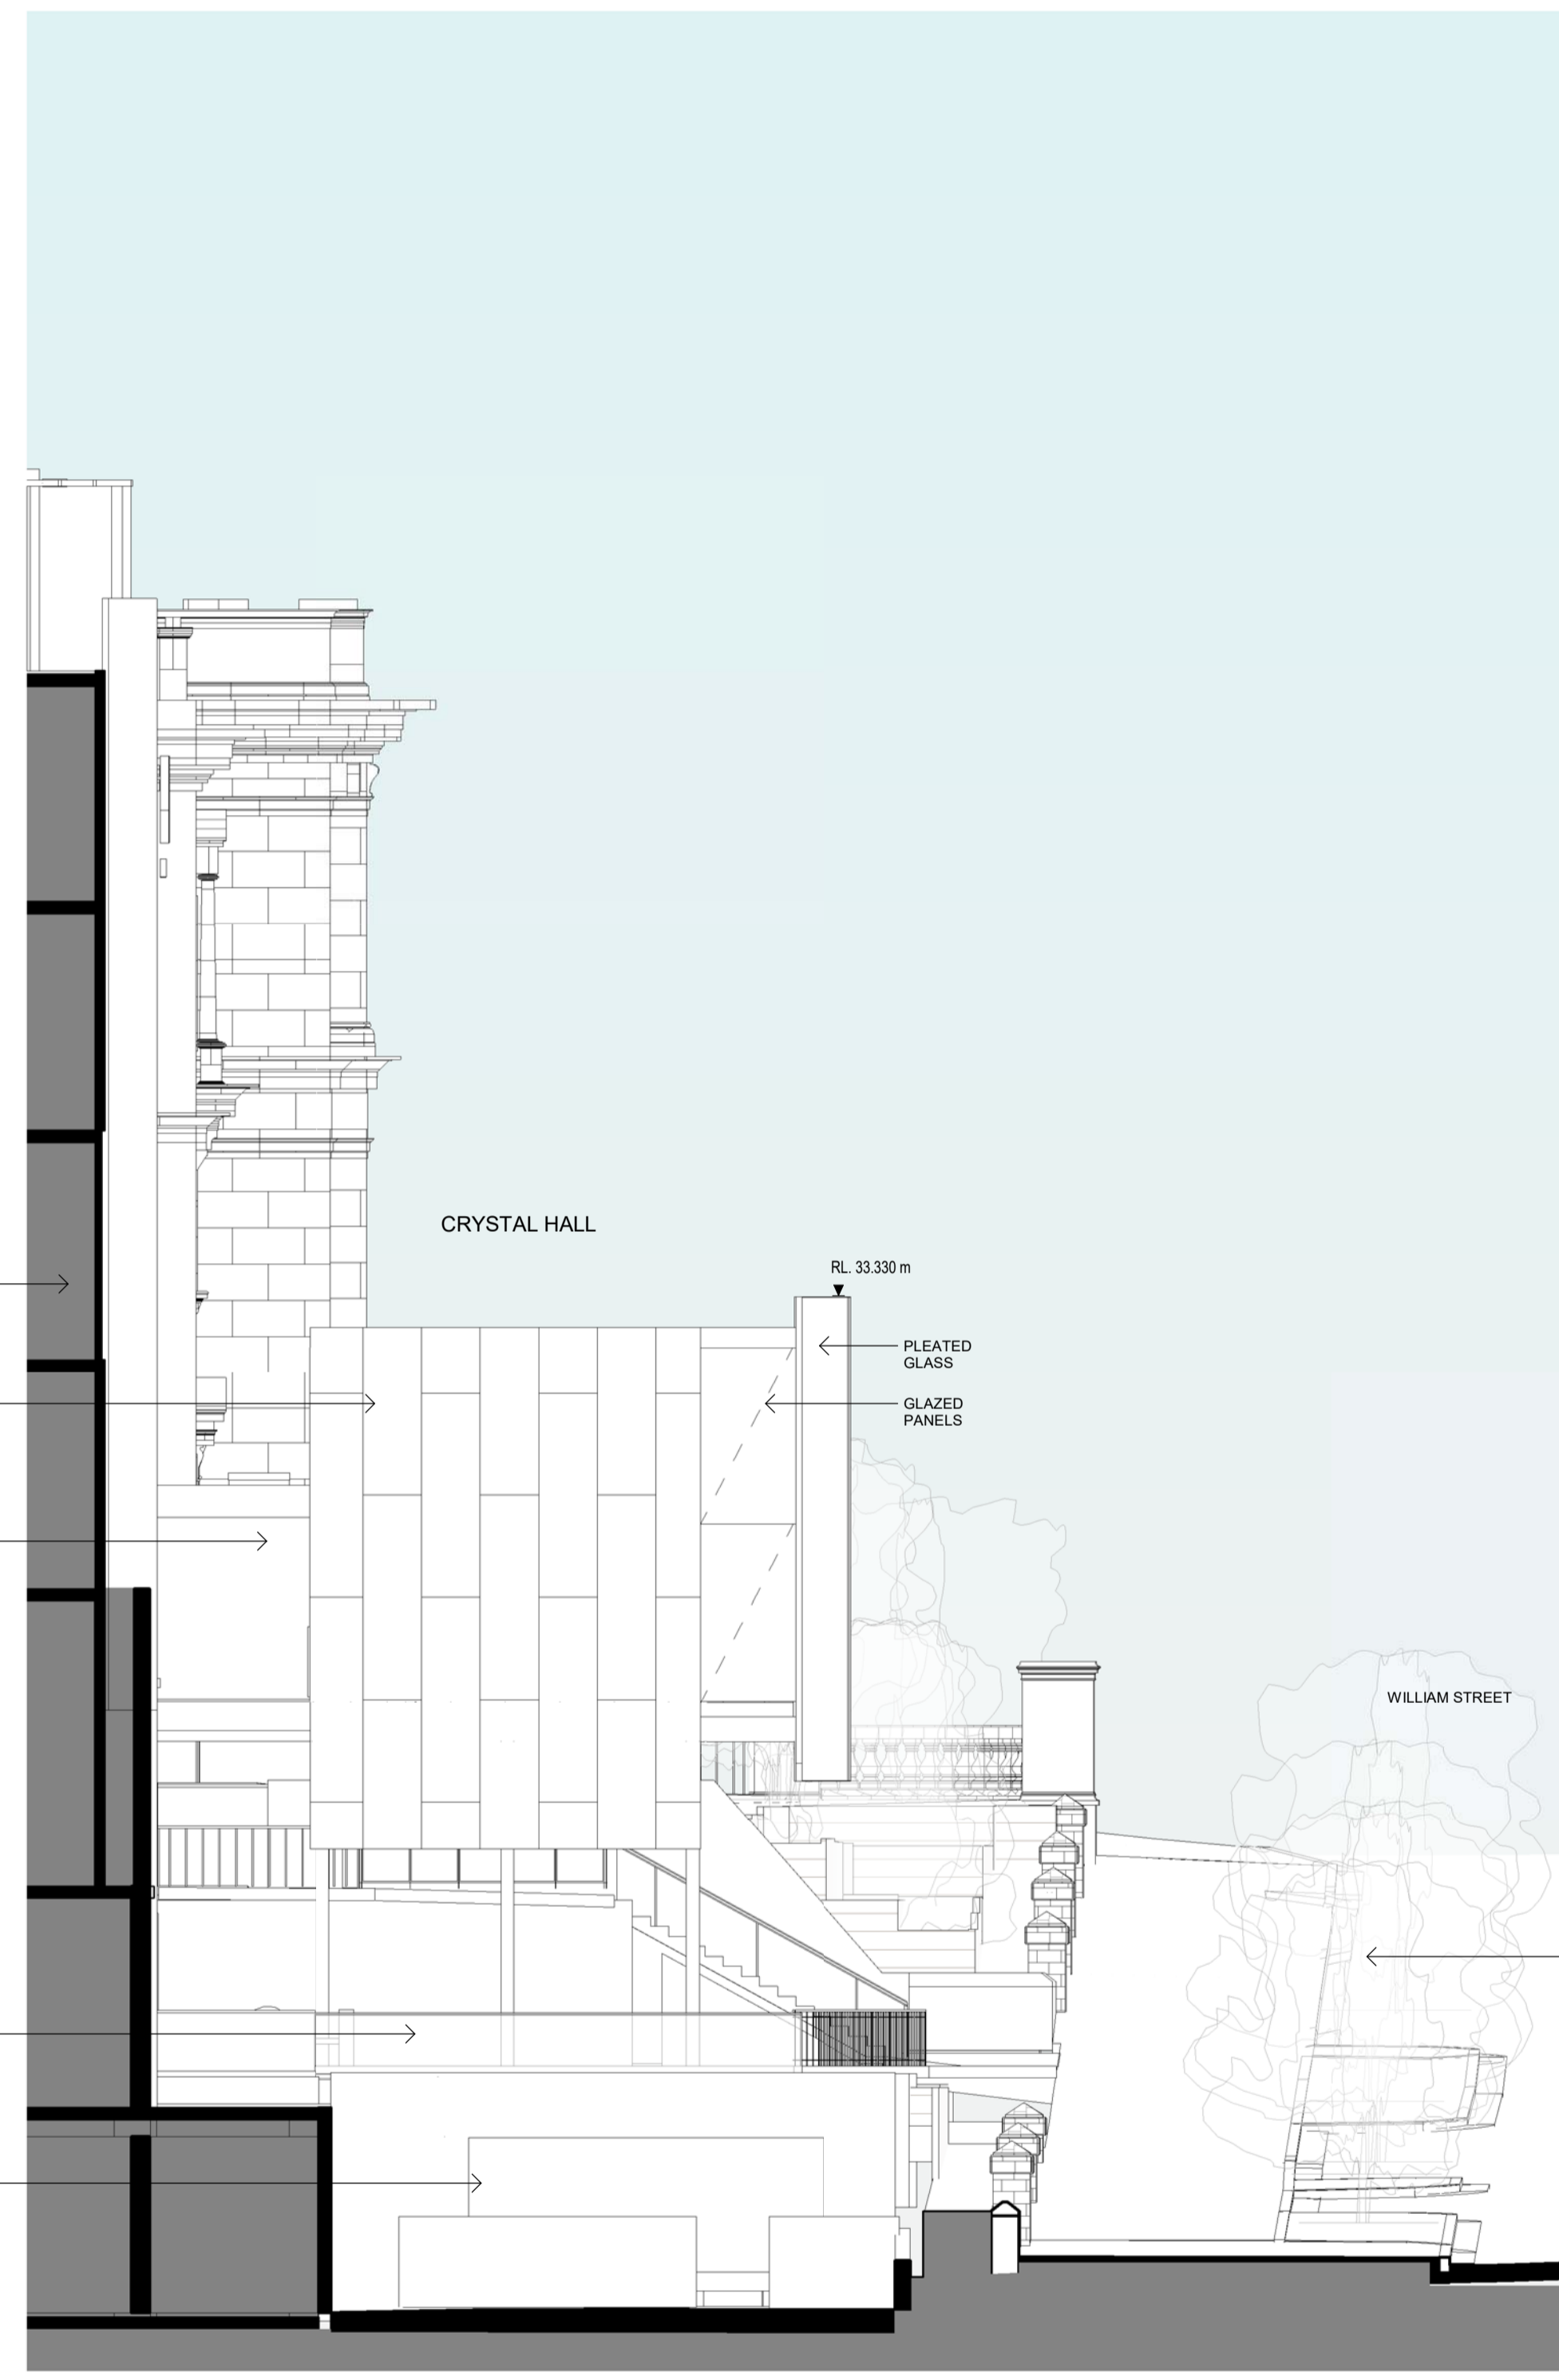 CRYSTAL HALL
RL. 33.330 m
PLEATED
GLASS
GLAZED
PANELS
WILLIAM STREET